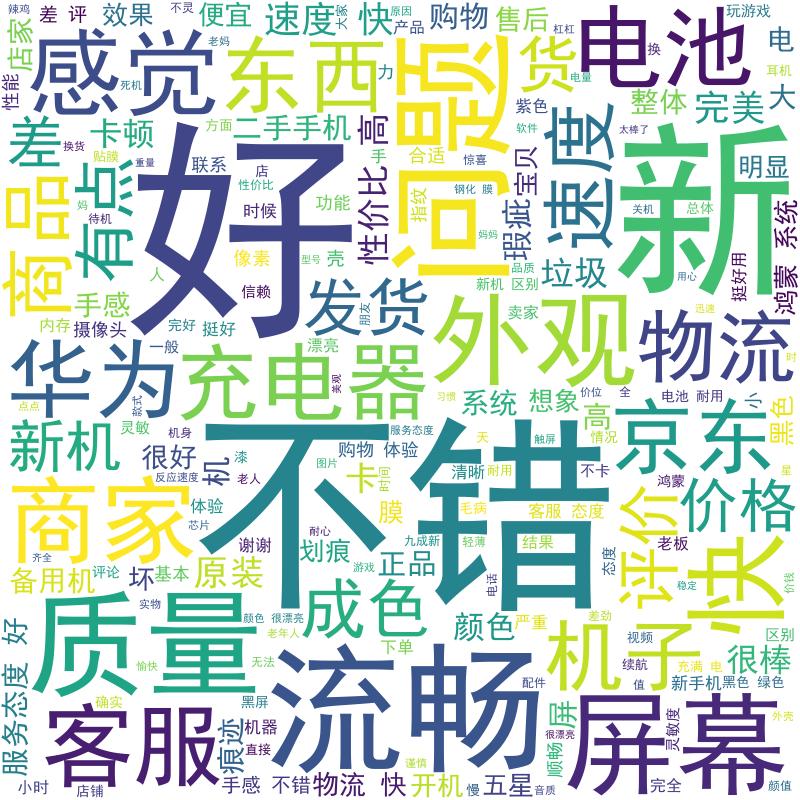 辣鸡
差 评
效果
不灵
便宜
速度 快
大家
原因
产品
购物
售后
杠杠
玩游戏
电池
电
店家
感觉
老妈
东西
力
问题
货
电量
换
耳机
性能
死机
紫色
整体
完美
大
差
卡顿
换货
方面
二手手机
高
手
合适
软件
太棒了
速度
新
贴膜
重量
联系
店
惊喜
宝贝
明显
商品
有点
好
性价比
性价比
指纹
钢化 膜
妈
待机
时候
功能
瑕疵
关机
总体
系统
像素
壳
妈妈
人
型号
品质
垃圾
挺好用
鸿蒙
手感
信赖
新机
区别
用心
内存
摄像头
完好
挺好
发货
朋友
卖家
外观
物流
迅速
华为
一般
漂亮
时
充电器
美观
点点
款式
习惯
系统
想象
价位
全
电池 耐用
小
灵敏
高
京东
黑色
新机
机身
服务态度
情况
触屏
很好
机
漆
不错
购物 体验
天
反应速度
老人
图片
卡
时间
清晰
耐用
不卡
鸿蒙
星
商家
体验
膜
毛病
客服 态度
评价
价格
芯片
耐心
九成新
谢谢
划痕
正品
轻薄
结果
态度
老板
快
齐全
备用机
评论
坏
基本
原装
游戏
电话
稳定
价钱
质量
实物
成色
颜色
严重
差劲
机子
视频
区别
颜色
很漂亮
老年人
下单
服务态度 好
愉快
无法
流畅
续航
充满 电
很棒
值
新手机
黑色
绿色
配件
确实
客服
黑屏
痕迹
机器
直接
屏
很漂亮
顺畅
屏幕
灵敏度
外壳
谨慎
小时
店铺
手感 不错
物流 快
开机
慢
五星
音质
完全
颜值